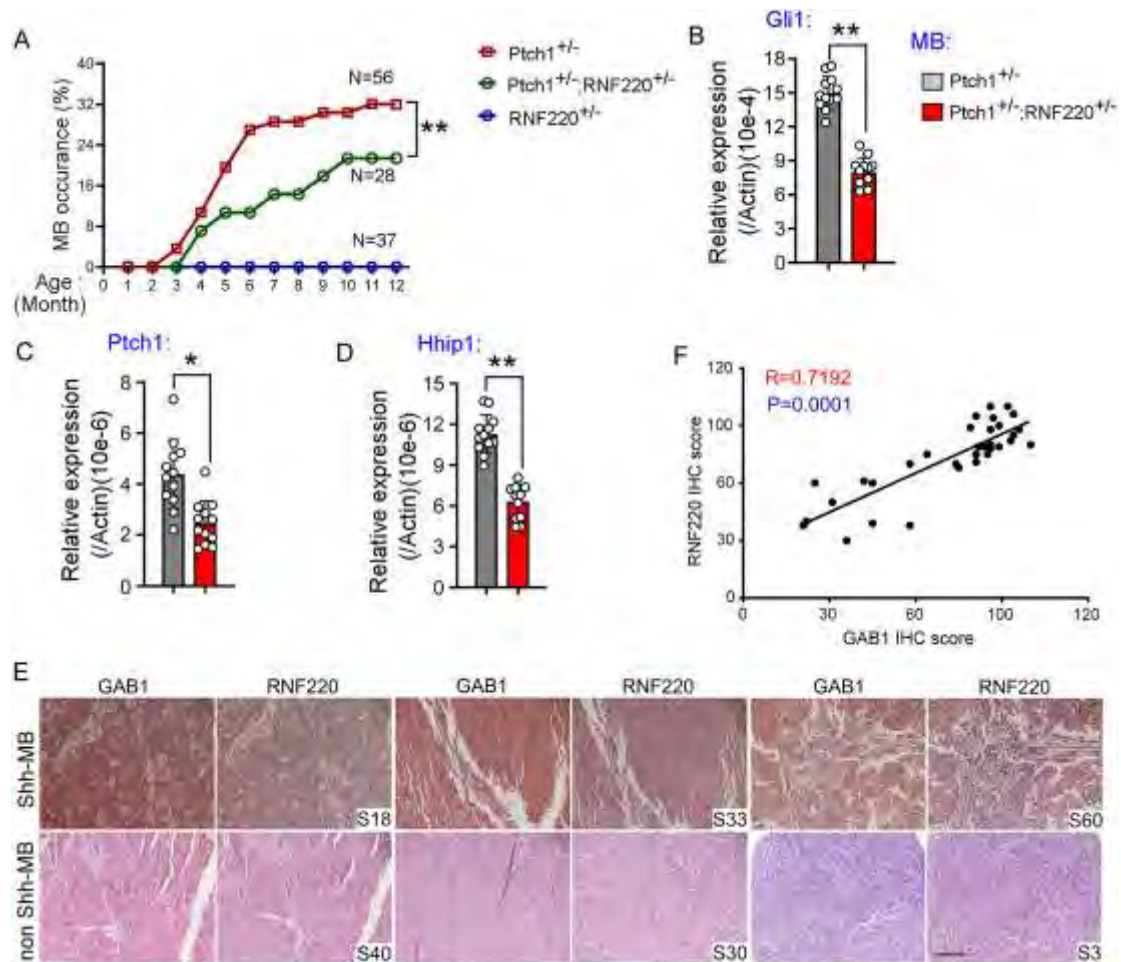 A
MB occurance (%)
40
32
24
16
8
0
Age :
(Month)
0 1 2 3 4 5 6 7 8 9 10 11 12
N=56
N=28
N=37
**
Ptch1+/-
Ptch1+/-;RNF220+/-
RNF220+/-
B
Gli1:
**
Relative expression
(/Actin)(10e-4)
18
15
12
9
6
3
0
MB:
Ptch1+/-
Ptch1+/-;RNF220+/-
C
Ptch1:
*
Relative expression
(/Actin)(10e-6)
8
6
4
2
0
D
Hhip1:
**
Relative expression
(/Actin)(10e-6)
15
12
9
6
3
0
F
R=0.7192
P=0.0001
RNF220 IHC score
120
100
60
30
0
0 30 60 100 120
GAB1 IHC score
E
GAB1 RNF220 GAB1 RNF220 GAB1 RNF220
Shh-MB
S18 S33 S60
non Shh-MB
S40 S30 S3